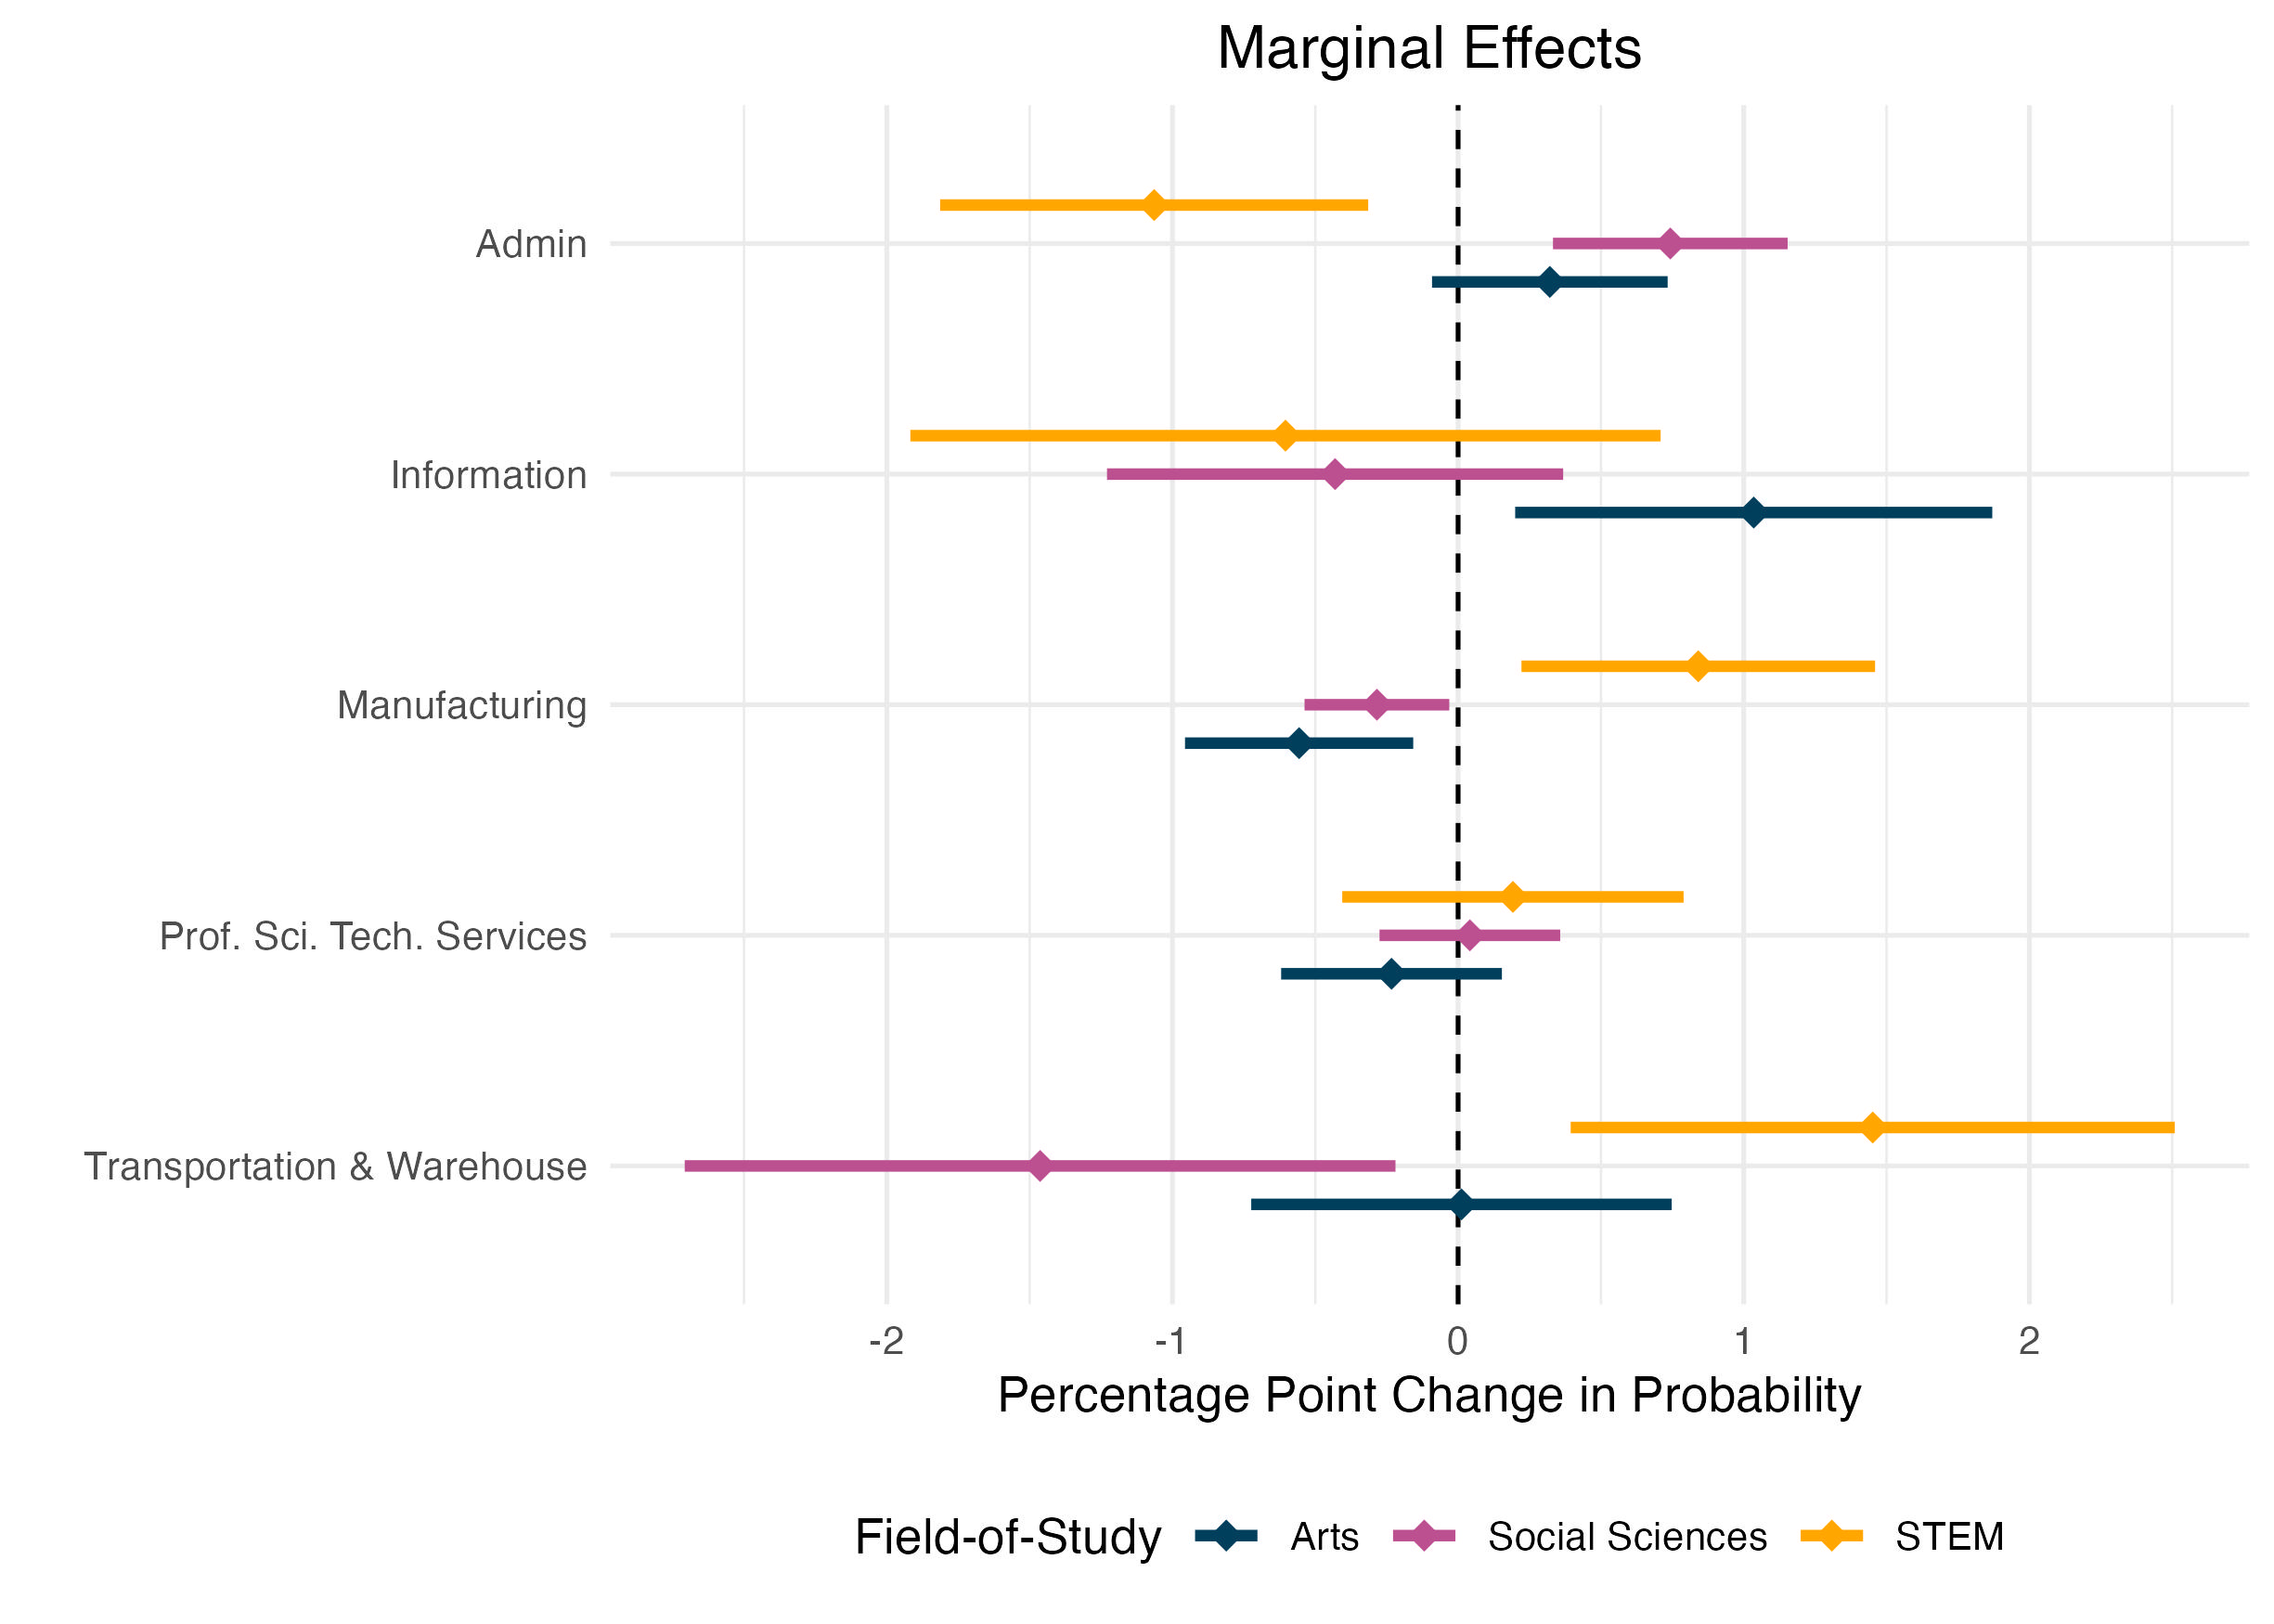 Marginal Effects
Admin
Information
Manufacturing
Prof. Sci. Tech. Services
Transportation & Warehouse
-2 -1 0 1 2
Percentage Point Change in Probability
Field-of-Study Arts Social Sciences STEM